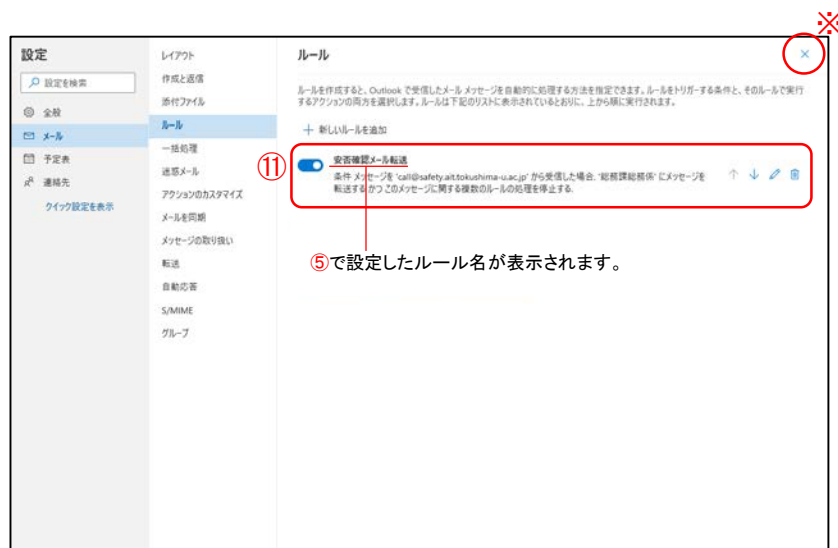 ※
設定
設定を検索
全般
メール
予定表
連絡先
クイック設定を表示
レイアウト
作成と返信
添付ファイル
ルール
一括処理
迷惑メール
アクションのカスタマイズ
メールを同期
メッセージの取り扱い
転送
自動応答
S/MIME
グループ
ルール
ルールを作成すると、Outlook で受信したメール メッセージを自動的に処理する方法を指定できます。ルールをトリガーする条件と、そのルールで実行
するアクションの両方を選択します。ルールは下記のリストに表示されているとおりに、上から順に実行されます。
＋ 新しいルールを追加
⑪
安否確認メール転送
条件 メッセージを 'call@safety.ait.tokushima-u.ac.jp' から受信した場合. '総務課総務係' にメッセージを
転送する かつ このメッセージに関する複数のルールの処理を停止する.
⑤で設定したルール名が表示されます。